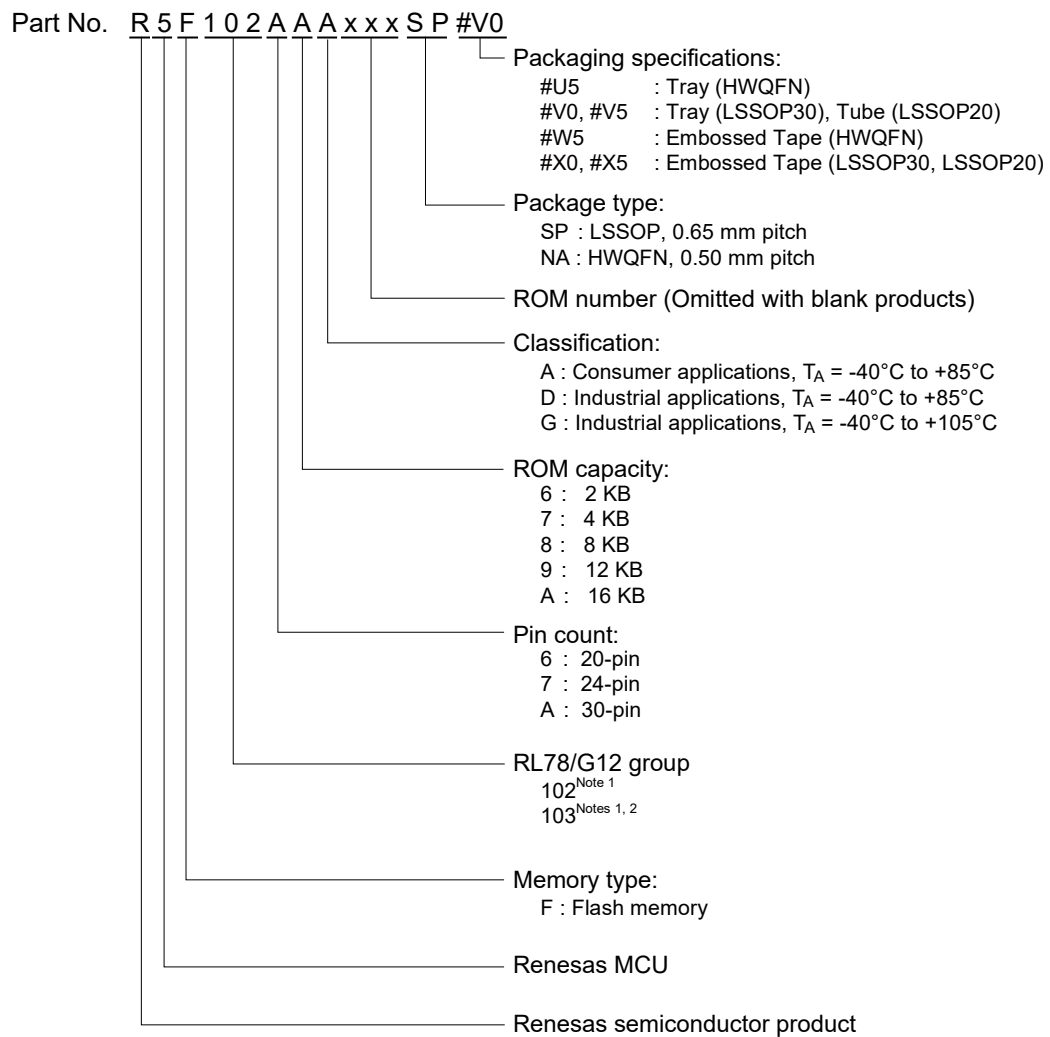 Part No. R 5 F 1 0 2 A A A x x x S P #V0
Packaging specifications:
#U5 : Tray (HWQFN)
#V0, #V5 : Tray (LSSOP30), Tube (LSSOP20)
#W5 : Embossed Tape (HWQFN)
#X0, #X5 : Embossed Tape (LSSOP30, LSSOP20)
Package type:
SP : LSSOP, 0.65 mm pitch
NA : HWQFN, 0.50 mm pitch
ROM number (Omitted with blank products)
Classification:
A : Consumer applications, TA = -40°C to +85°C
D : Industrial applications, TA = -40°C to +85°C
G : Industrial applications, TA = -40°C to +105°C
ROM capacity:
6 : 2 KB
7 : 4 KB
8 : 8 KB
9 : 12 KB
A : 16 KB
Pin count:
6 : 20-pin
7 : 24-pin
A : 30-pin
RL78/G12 group
102 Note 1
103 Notes 1, 2
Memory type:
F : Flash memory
Renesas MCU
Renesas semiconductor product